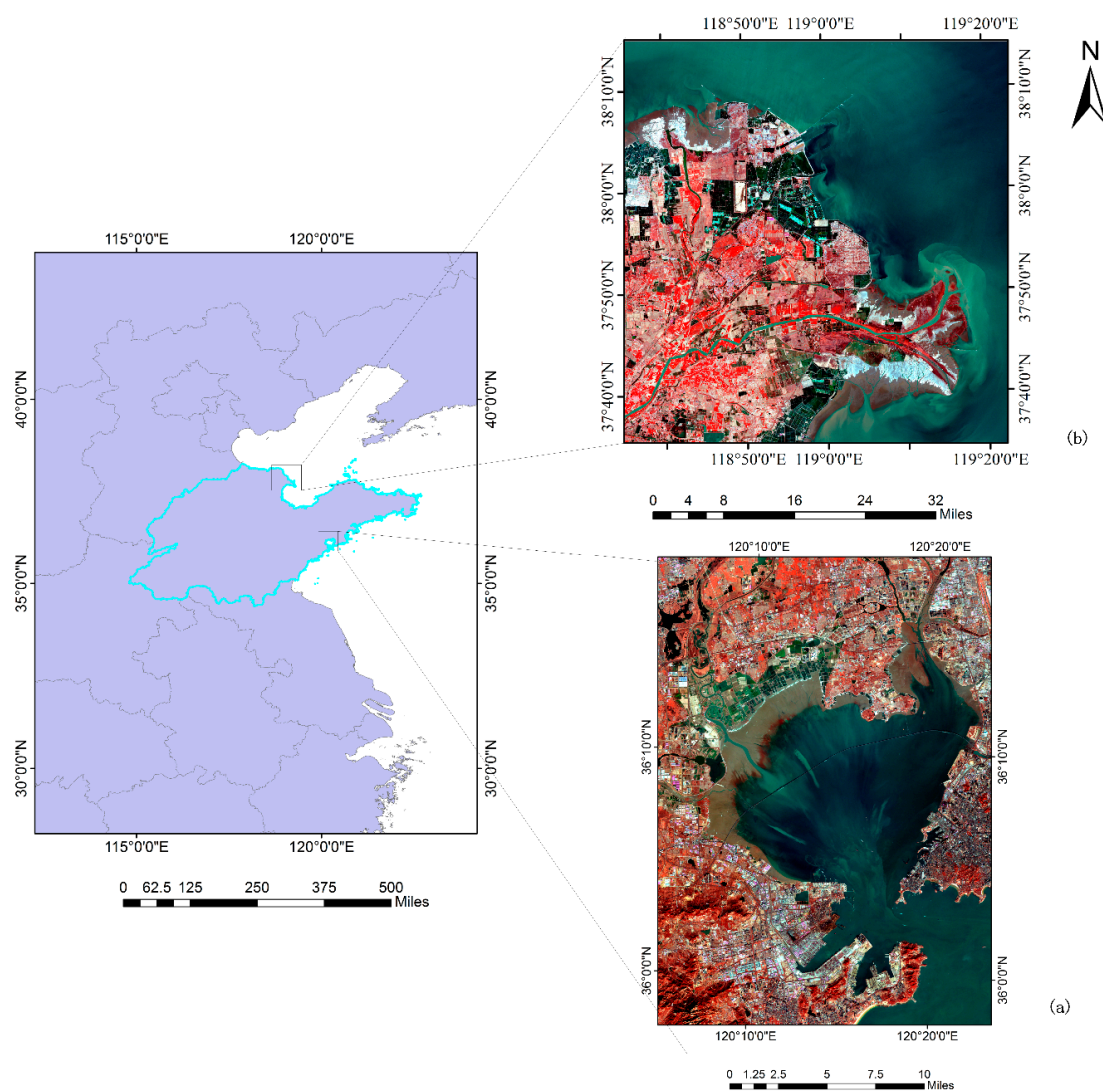 118°50'0"E 119°0'0"E 119°20'0"E
N
38°10'0"N
38°0'0"N
37°50'0"N
37°40'0"N
38°10'0"N
38°0'0"N
37°50'0"N
37°40'0"N
118°50'0"E 119°0'0"E 119°20'0"E
(b)
0 4 8 16 24 32
Miles
115°0'0"E 120°0'0"E
40°0'0"N
35°0'0"N
30°0'0"N
40°0'0"N
35°0'0"N
30°0'0"N
115°0'0"E 120°0'0"E
0 62.5 125 250 375 500
Miles
120°10'0"E 120°20'0"E
36°10'0"N
36°0'0"N
36°10'0"N
36°0'0"N
120°10'0"E 120°20'0"E
(a)
0 1.25 2.5 5 7.5 10
Miles